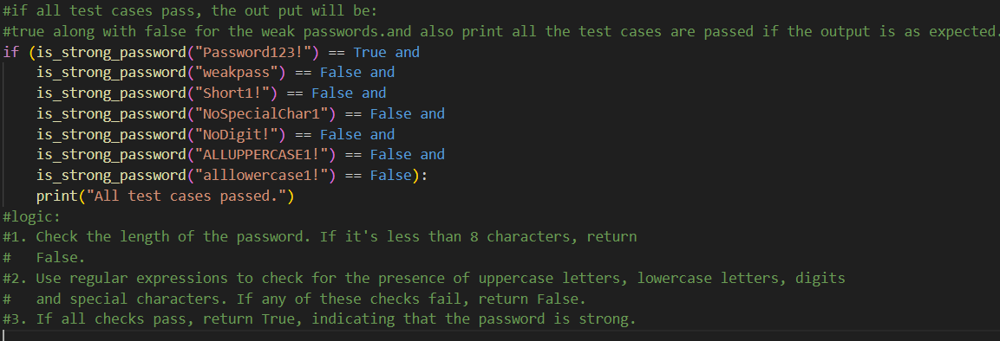 #if all test cases pass, the out put will be:
#true along with false for the weak passwords.and also print all the test cases are passed if the output is as expected.
if (is_strong_password("Password123!") == True and
    is_strong_password("weakpass") == False and
    is_strong_password("Short1!") == False and
    is_strong_password("NoSpecialChar1") == False and
    is_strong_password("NoDigit!") == False and
    is_strong_password("ALLUPPERCASE1!") == False and
    is_strong_password("alllowercase1!") == False):
    print("All test cases passed.")
#logic:
#1. Check the length of the password. If it's less than 8 characters, return
#   False.
#2. Use regular expressions to check for the presence of uppercase letters, lowercase letters, digits
#   and special characters. If any of these checks fail, return False.
#3. If all checks pass, return True, indicating that the password is strong.